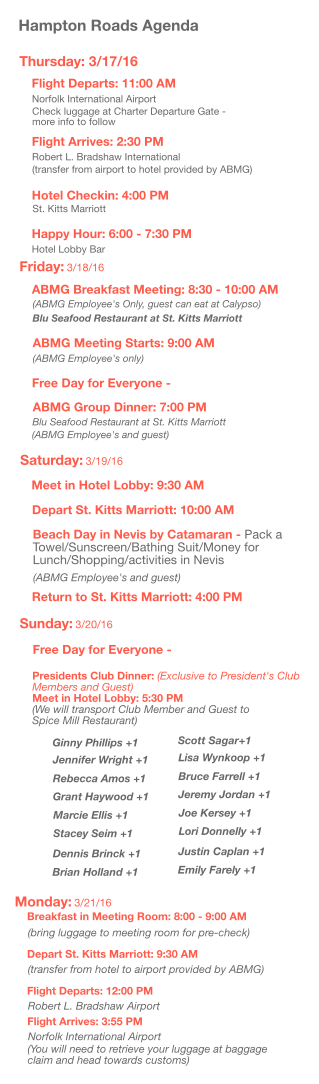 Hampton Roads Agenda
Thursday: 3/17/16
Flight Departs: 11:00 AM
Norfolk International Airport
Check luggage at Charter Departure Gate -
more info to follow
Flight Arrives: 2:30 PM
Robert L. Bradshaw International
(transfer from airport to hotel provided by ABMG)
Hotel Checkin: 4:00 PM
St. Kitts Marriott
Happy Hour: 6:00 - 7:30 PM
Hotel Lobby Bar
Friday: 3/18/16
ABMG Breakfast Meeting: 8:30 - 10:00 AM
(ABMG Employee's Only, guest can eat at Calypso)
Blu Seafood Restaurant at St. Kitts Marriott
ABMG Meeting Starts: 9:00 AM
(ABMG Employee's only)
Free Day for Everyone -
ABMG Group Dinner: 7:00 PM
Blu Seafood Restaurant at St. Kitts Marriott
(ABMG Employee's and guest)
Saturday: 3/19/16
Meet in Hotel Lobby: 9:30 AM
Depart St. Kitts Marriott: 10:00 AM
Beach Day in Nevis by Catamaran - Pack a
Towel/Sunscreen/Bathing Suit/Money for
Lunch/Shopping/activities in Nevis
(ABMG Employee's and guest)
Return to St. Kitts Marriott: 4:00 PM
Sunday: 3/20/16
Free Day for Everyone -
Presidents Club Dinner: (Exclusive to President's Club
Members and Guest)
Meet in Hotel Lobby: 5:30 PM
(We will transport Club Member and Guest to
Spice Mill Restaurant)
Ginny Phillips +1
Jennifer Wright +1
Rebecca Amos +1
Grant Haywood +1
Marcie Ellis +1
Stacey Seim +1
Dennis Brinck +1
Brian Holland +1
Scott Sagar+1
Lisa Wynkoop +1
Bruce Farrell +1
Jeremy Jordan +1
Joe Kersey +1
Lori Donnelly +1
Justin Caplan +1
Emily Farely +1
Monday: 3/21/16
Breakfast in Meeting Room: 8:00 - 9:00 AM
(bring luggage to meeting room for pre-check)
Depart St. Kitts Marriott: 9:30 AM
(transfer from hotel to airport provided by ABMG)
Flight Departs: 12:00 PM
Robert L. Bradshaw Airport
Flight Arrives: 3:55 PM
Norfolk International Airport
(You will need to retrieve your luggage at baggage
claim and head towards customs)